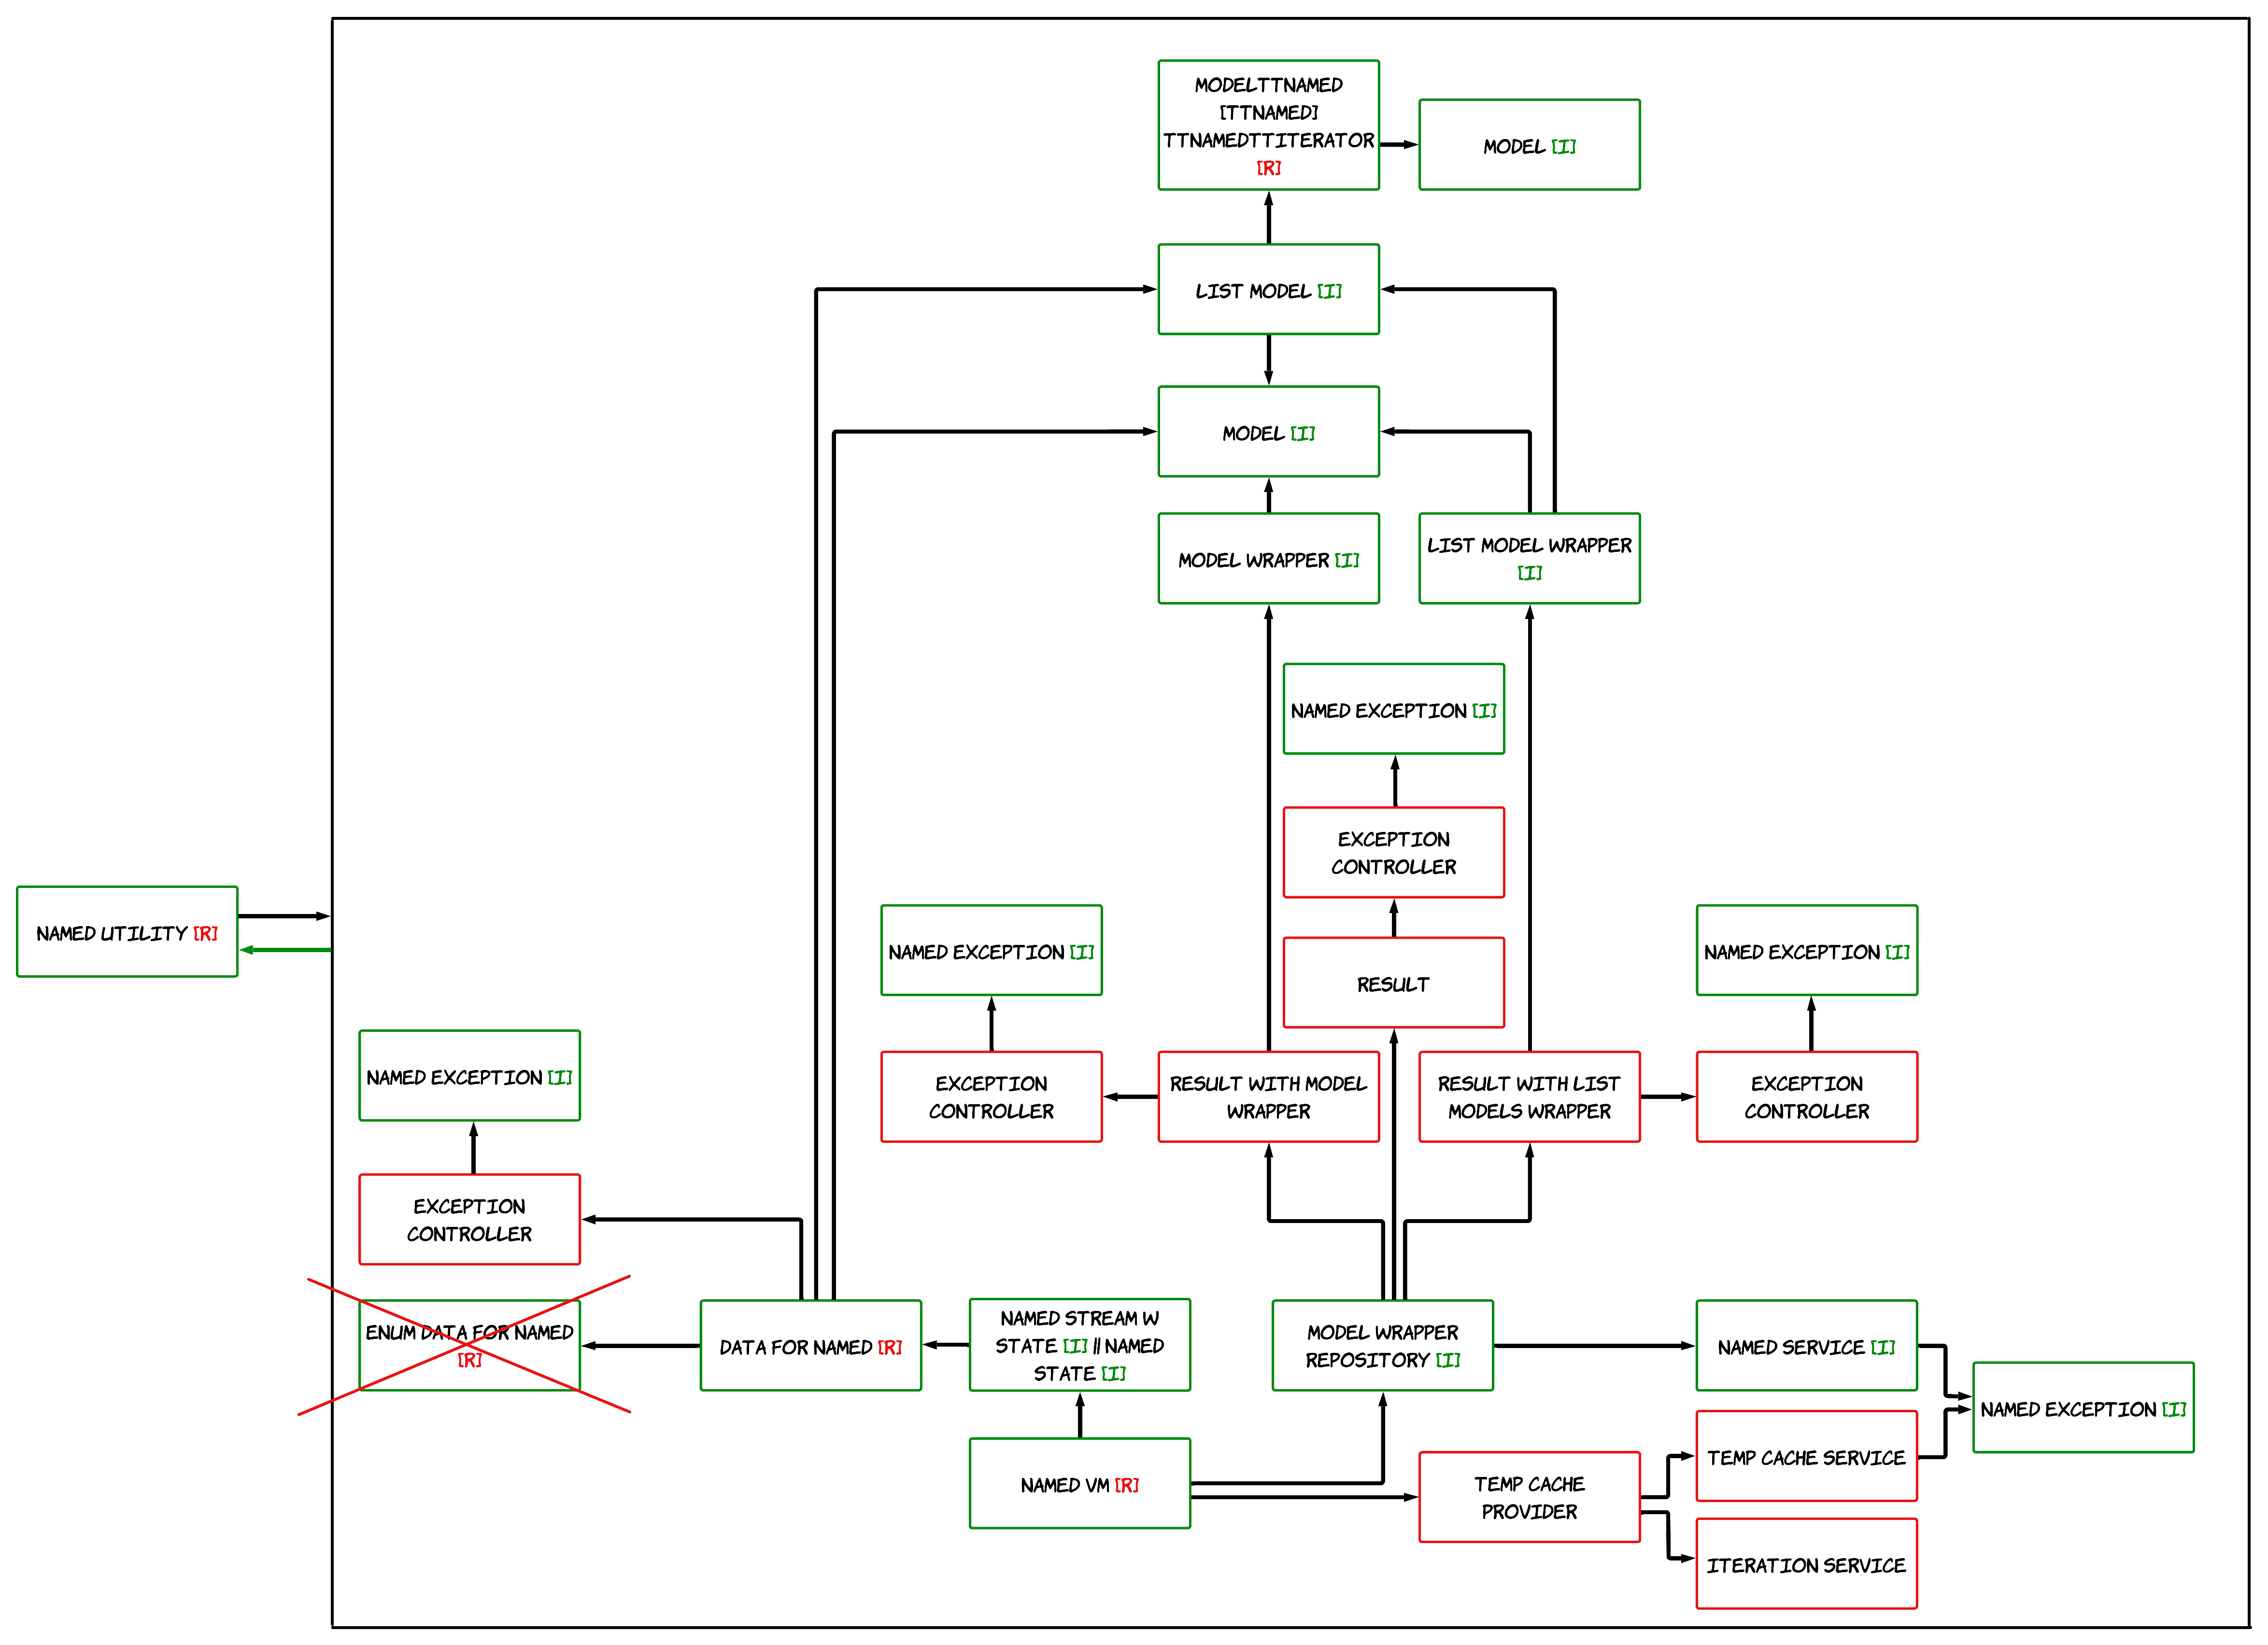 MODELTTNAMED
[TTNAMED]
TTNAMEDTTITERATOR
[R]
MODEL [I]
LIST MODEL [I]
MODEL [I]
MODEL WRAPPER [I]
LIST MODEL WRAPPER
[I]
NAMED EXCEPTION [I]
EXCEPTION
CONTROLLER
NAMED UTILITY [R]
NAMED EXCEPTION [I]
RESULT
NAMED EXCEPTION [I]
NAMED EXCEPTION [I]
EXCEPTION
CONTROLLER
RESULT WITH MODEL
WRAPPER
RESULT WITH LIST
MODELS WRAPPER
EXCEPTION
CONTROLLER
EXCEPTION
CONTROLLER
ENUM DATA FOR NAMED
[R]
DATA FOR NAMED [R]
NAMED STREAM W
STATE [I] // NAMED
STATE [I]
MODEL WRAPPER
REPOSITORY [I]
NAMED SERVICE [I]
NAMED EXCEPTION [I]
NAMED VM [R]
TEMP CACHE
PROVIDER
TEMP CACHE SERVICE
ITERATION SERVICE